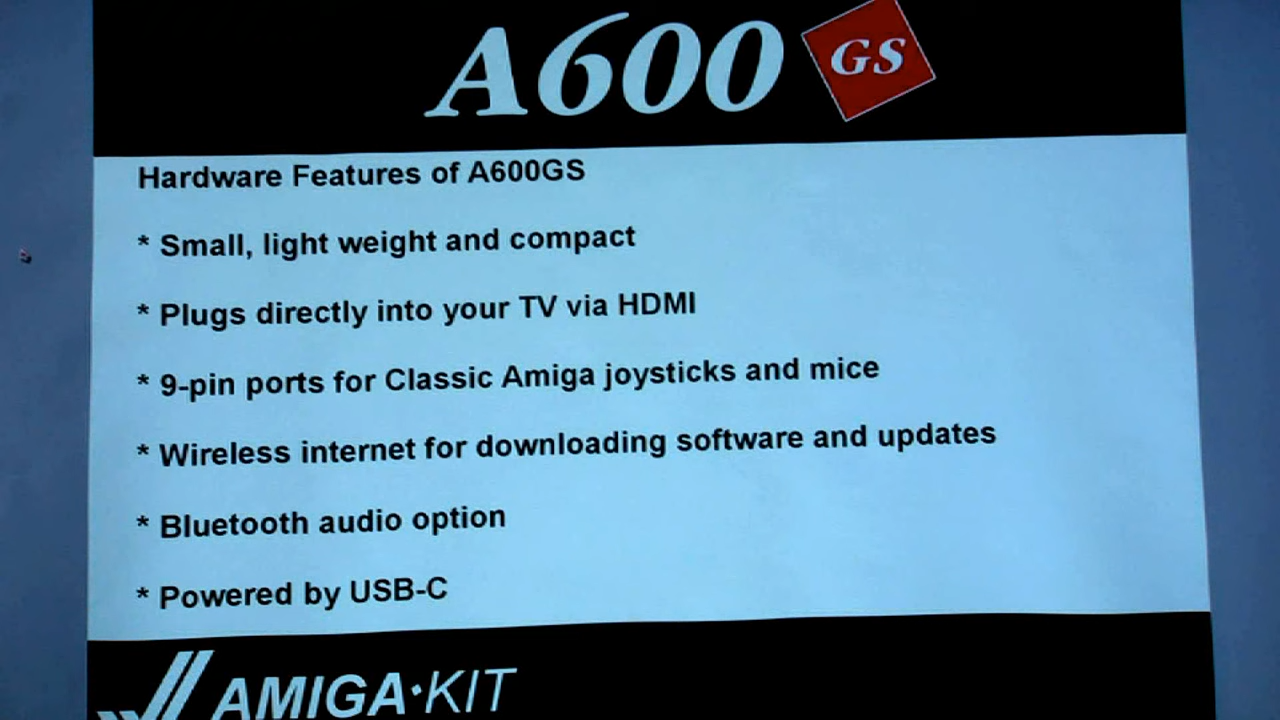 A600 GS
Hardware Features of A600GS
* Small, light weight and compact
* Plugs directly into your TV via HDMI
* 9-pin ports for Classic Amiga joysticks and mice
* Wireless internet for downloading software and updates
* Bluetooth audio option
* Powered by USB-C
AMIGA·KIT